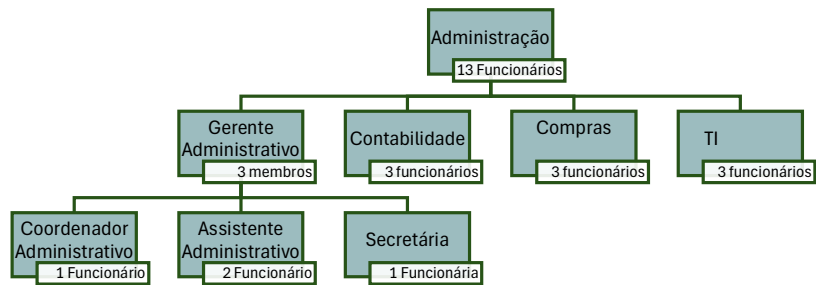 Administração
13 Funcionários
Gerente
Administrativo
3 membros
Contabilidade
3 funcionários
Compras
3 funcionários
TI
3 funcionários
Coordenador
Administrativo
1 Funcionário
Assistente
Administrativo
2 Funcionário
Secretária
1 Funcionária